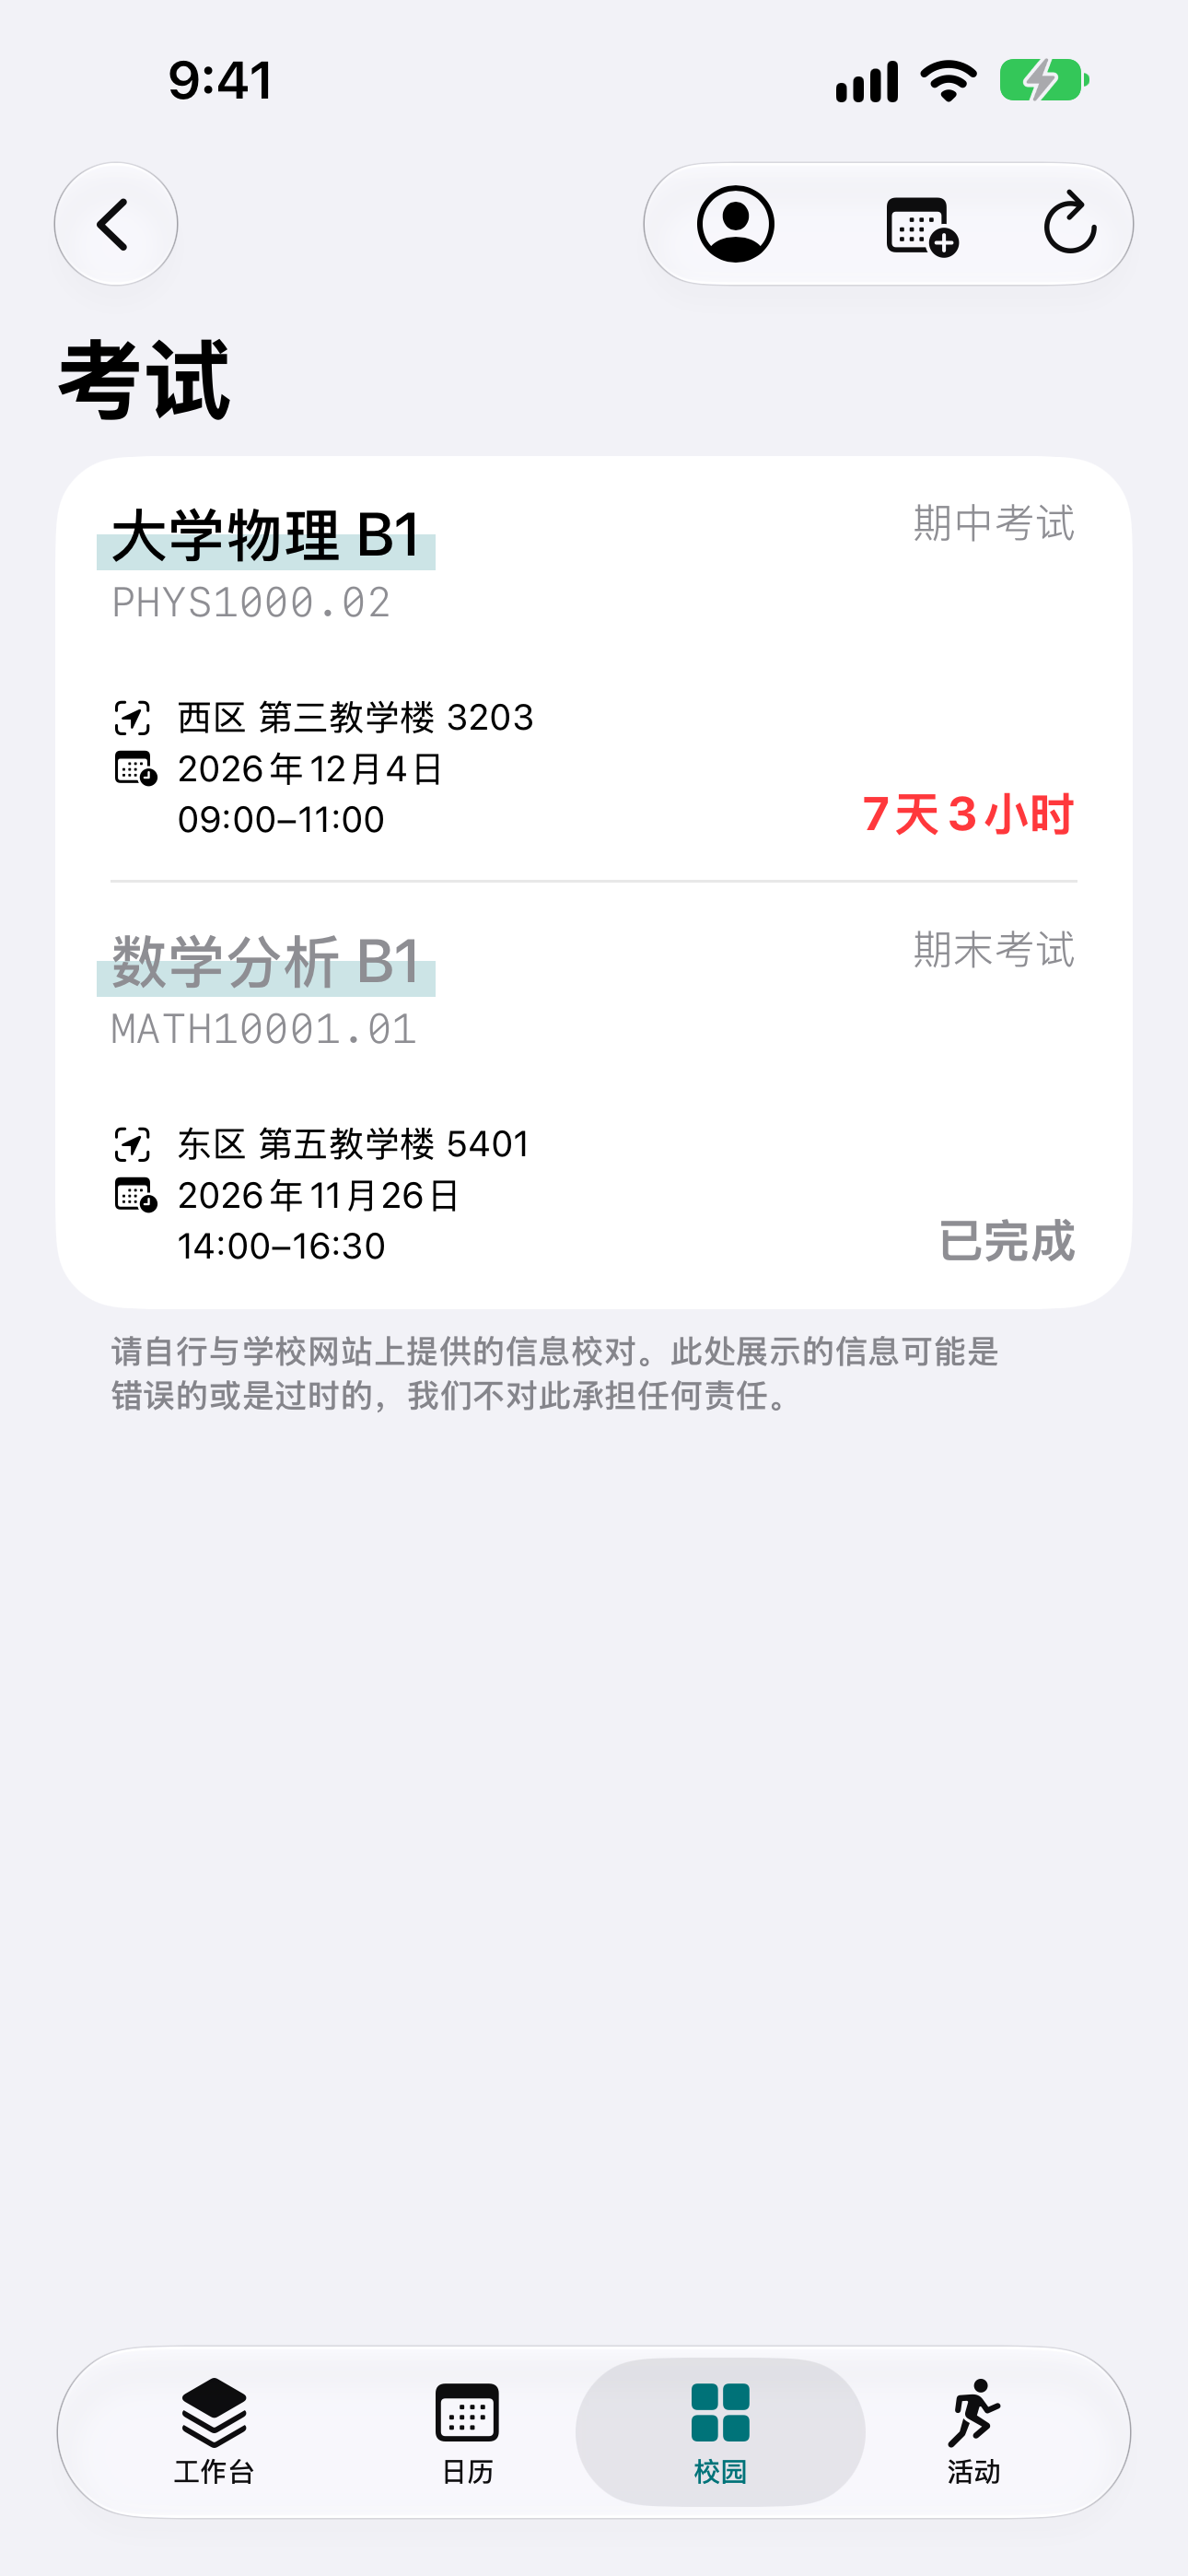 9:41
考试
大学物理 B1
期中考试
PHYS1000.02
西区 第三教学楼 3203
2026年12月4日
09:00–11:00
7天3小时
数学分析 B1
期末考试
MATH10001.01
东区 第五教学楼 5401
2026年11月26日
14:00–16:30
已完成
请自行与学校网站上提供的信息校对。此处展示的信息可能是
错误的或是过时的，我们不对此承担任何责任。
工作台
日历
校园
活动